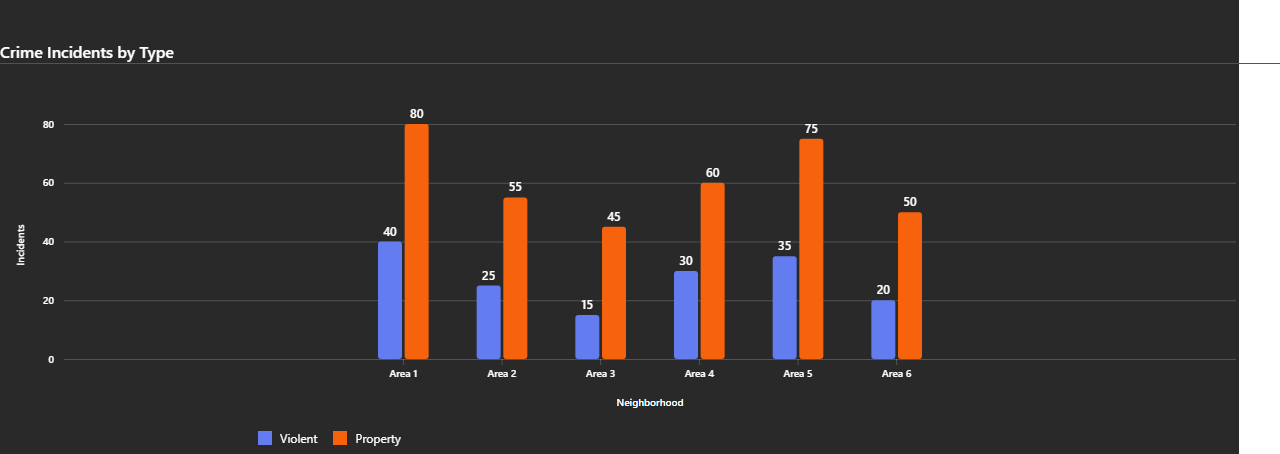 Crime Incidents by Type
80
80
75
60
60
55
50
45
Incidents
40
40
35
30
25
20
20
15
0
Area 1
Area 2
Area 3
Area 4
Area 5
Area 6
Neighborhood
Violent
Property